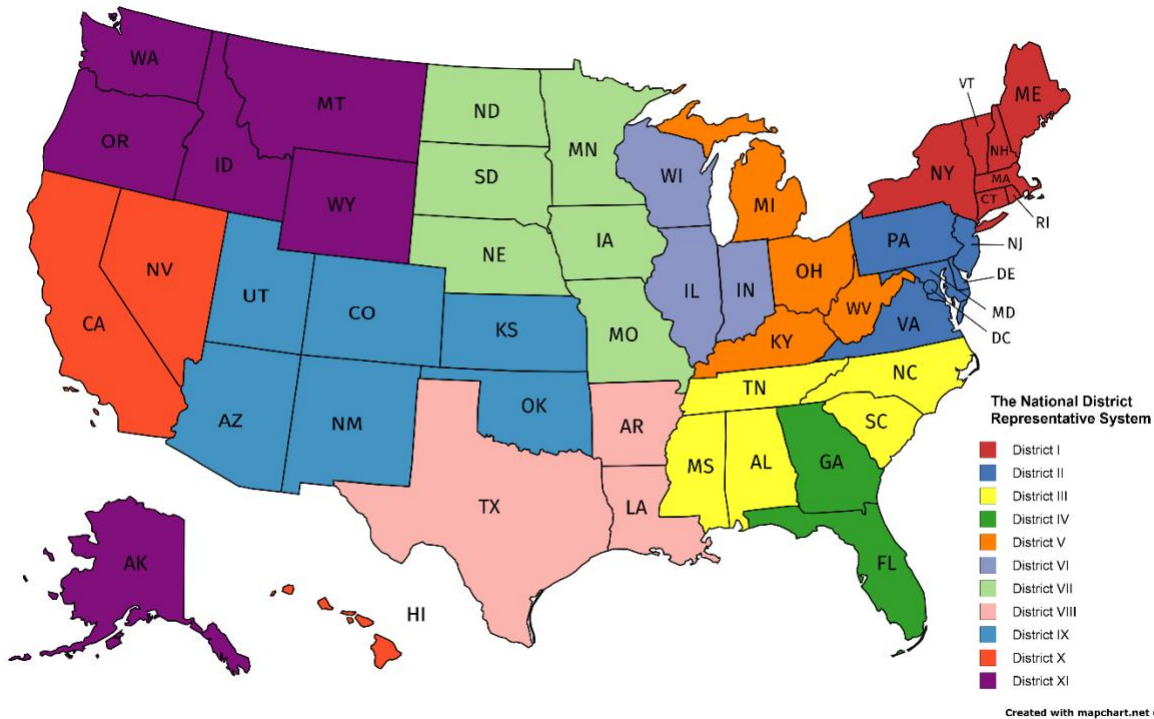 WA
MT
ND
MN
OR
ID
WY
SD
WI
MI
VT
ME
NH
NY
MA
CT
RI
NE
IA
PA
NJ
NV
UT
CO
IL
IN
OH
DE
MD
DC
CA
KS
MO
WV
VA
KY
AZ
NM
OK
AR
TN
NC
SC
MS
AL
GA
TX
LA
AK
HI
FL
The National District
Representative System
District I
District II
District III
District IV
District V
District VI
District VII
District VIII
District IX
District X
District XI
Created with mapchart.net